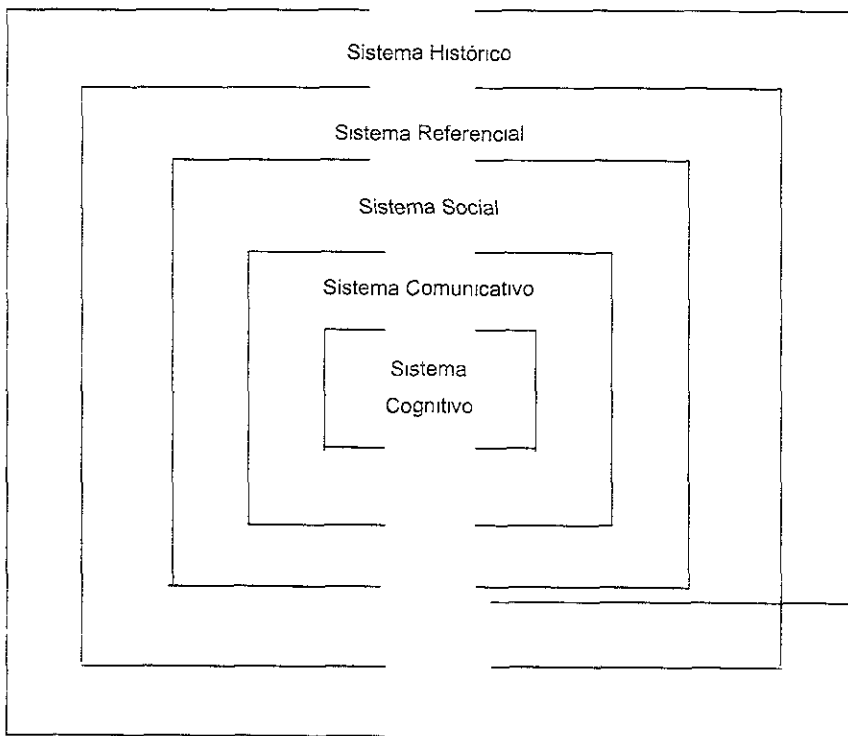 Sistema Histórico
Sistema Referencial
Sistema Social
Sistema Comunicativo
Sistema
Cognitivo